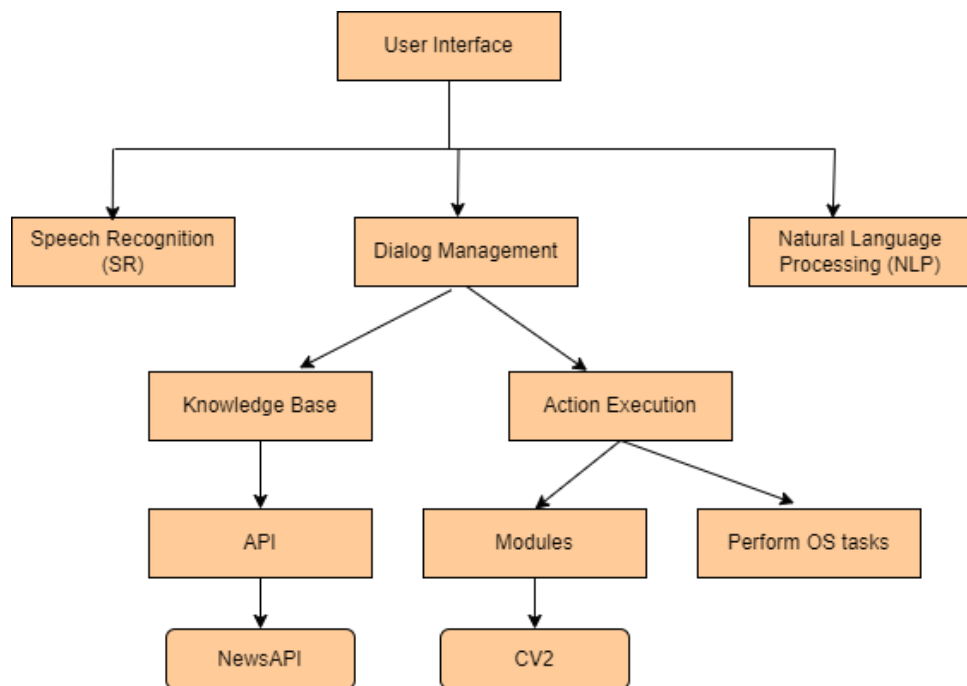 User Interface
Speech Recognition
(SR)
Dialog Management
Natural Language
Processing (NLP)
Knowledge Base
Action Execution
API
Modules
Perform OS tasks
NewsAPI
CV2